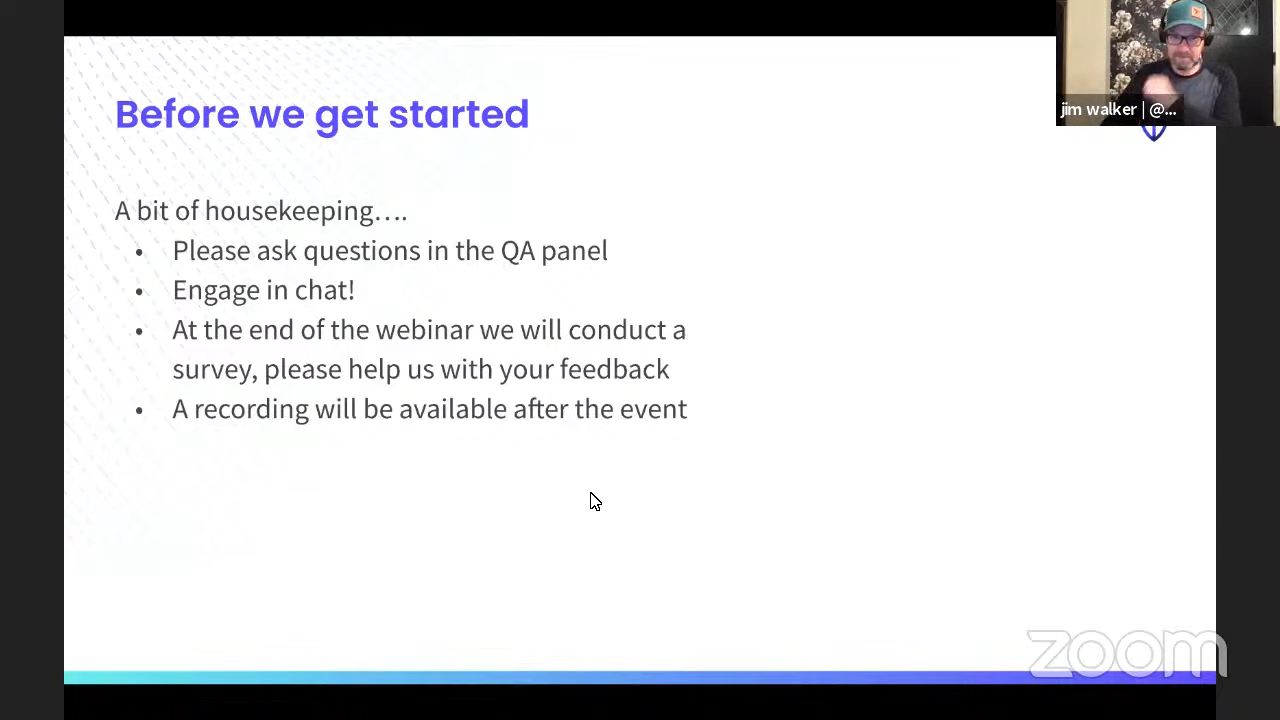 Before we get started
jim walker | @...
A bit of housekeeping….
• Please ask questions in the QA panel
• Engage in chat!
• At the end of the webinar we will conduct a
survey, please help us with your feedback
• A recording will be available after the event
zoom